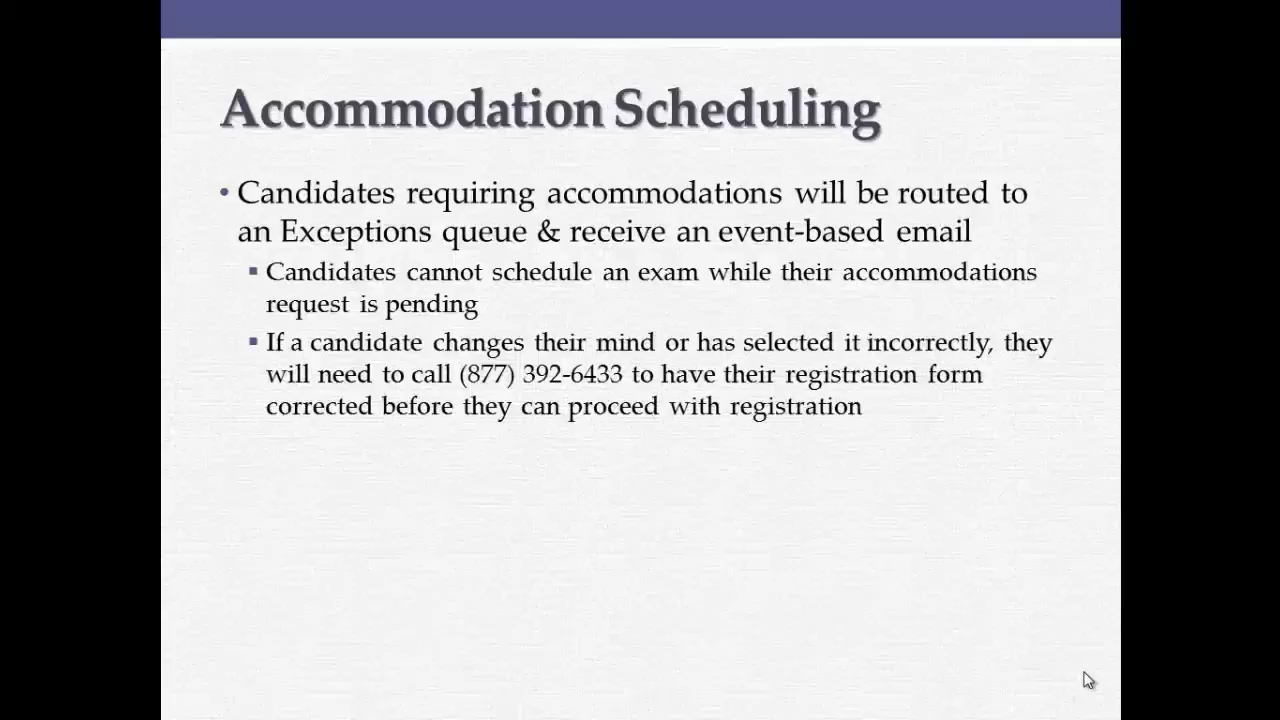 Accommodation Scheduling
• Candidates requiring accommodations will be routed to
an Exceptions queue & receive an event-based email
▪ Candidates cannot schedule an exam while their accommodations
request is pending
▪ If a candidate changes their mind or has selected it incorrectly, they
will need to call (877) 392-6433 to have their registration form
corrected before they can proceed with registration